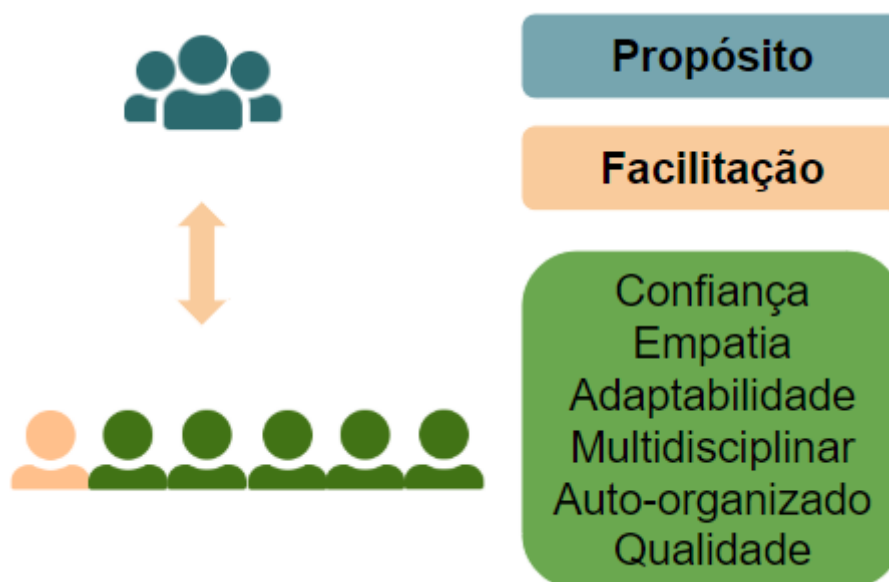 Propósito
Facilitação
Confiança
Empatia
Adaptabilidade
Multidisciplinar
Auto-organizado
Qualidade